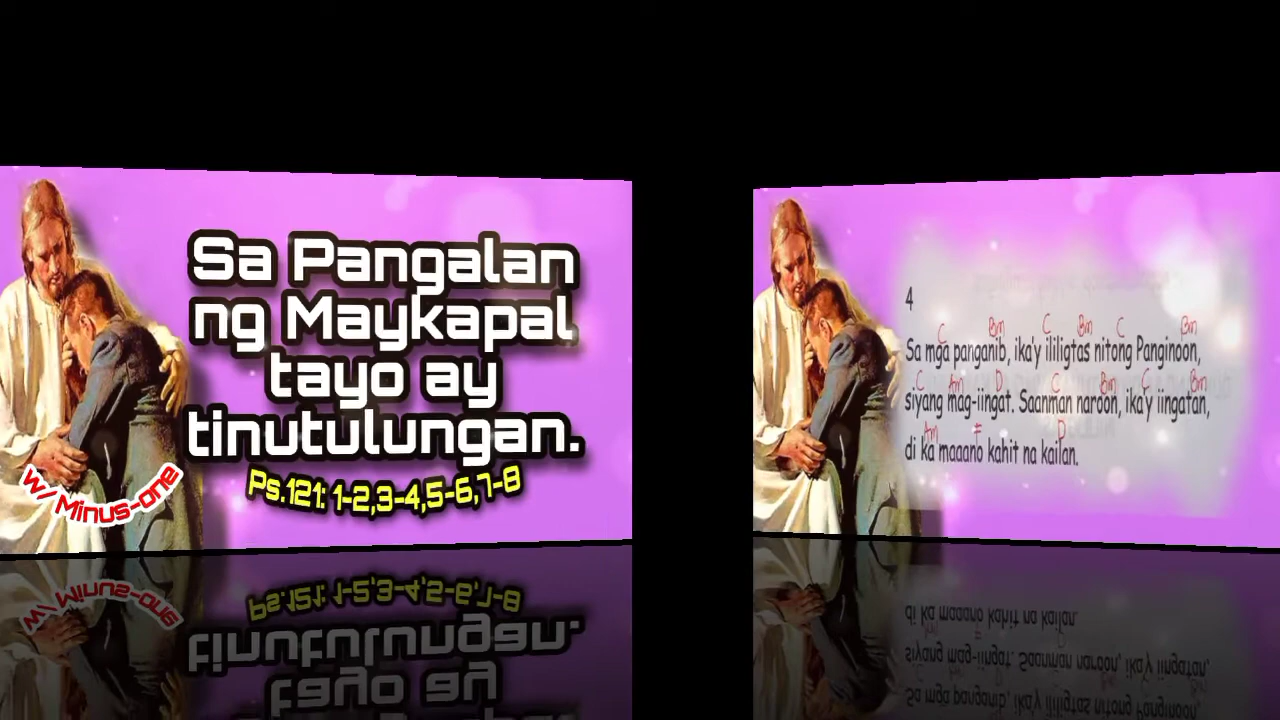 Sa Pangalan
ng Maykapal
tayo ay
tinutulungan.
Ps.121: 1-2,3-4,5-6,7-8
W/ Minus-one
4
C Bm C Bm C Bm
Sa mga panganib, ika'y ililigtas nitong Panginoon,
C Am D C Bm C Bm
siyang mag-iingat. Saanman naroon, ika'y iingatan,
Am F D
di ka maaano kahit na kailan.